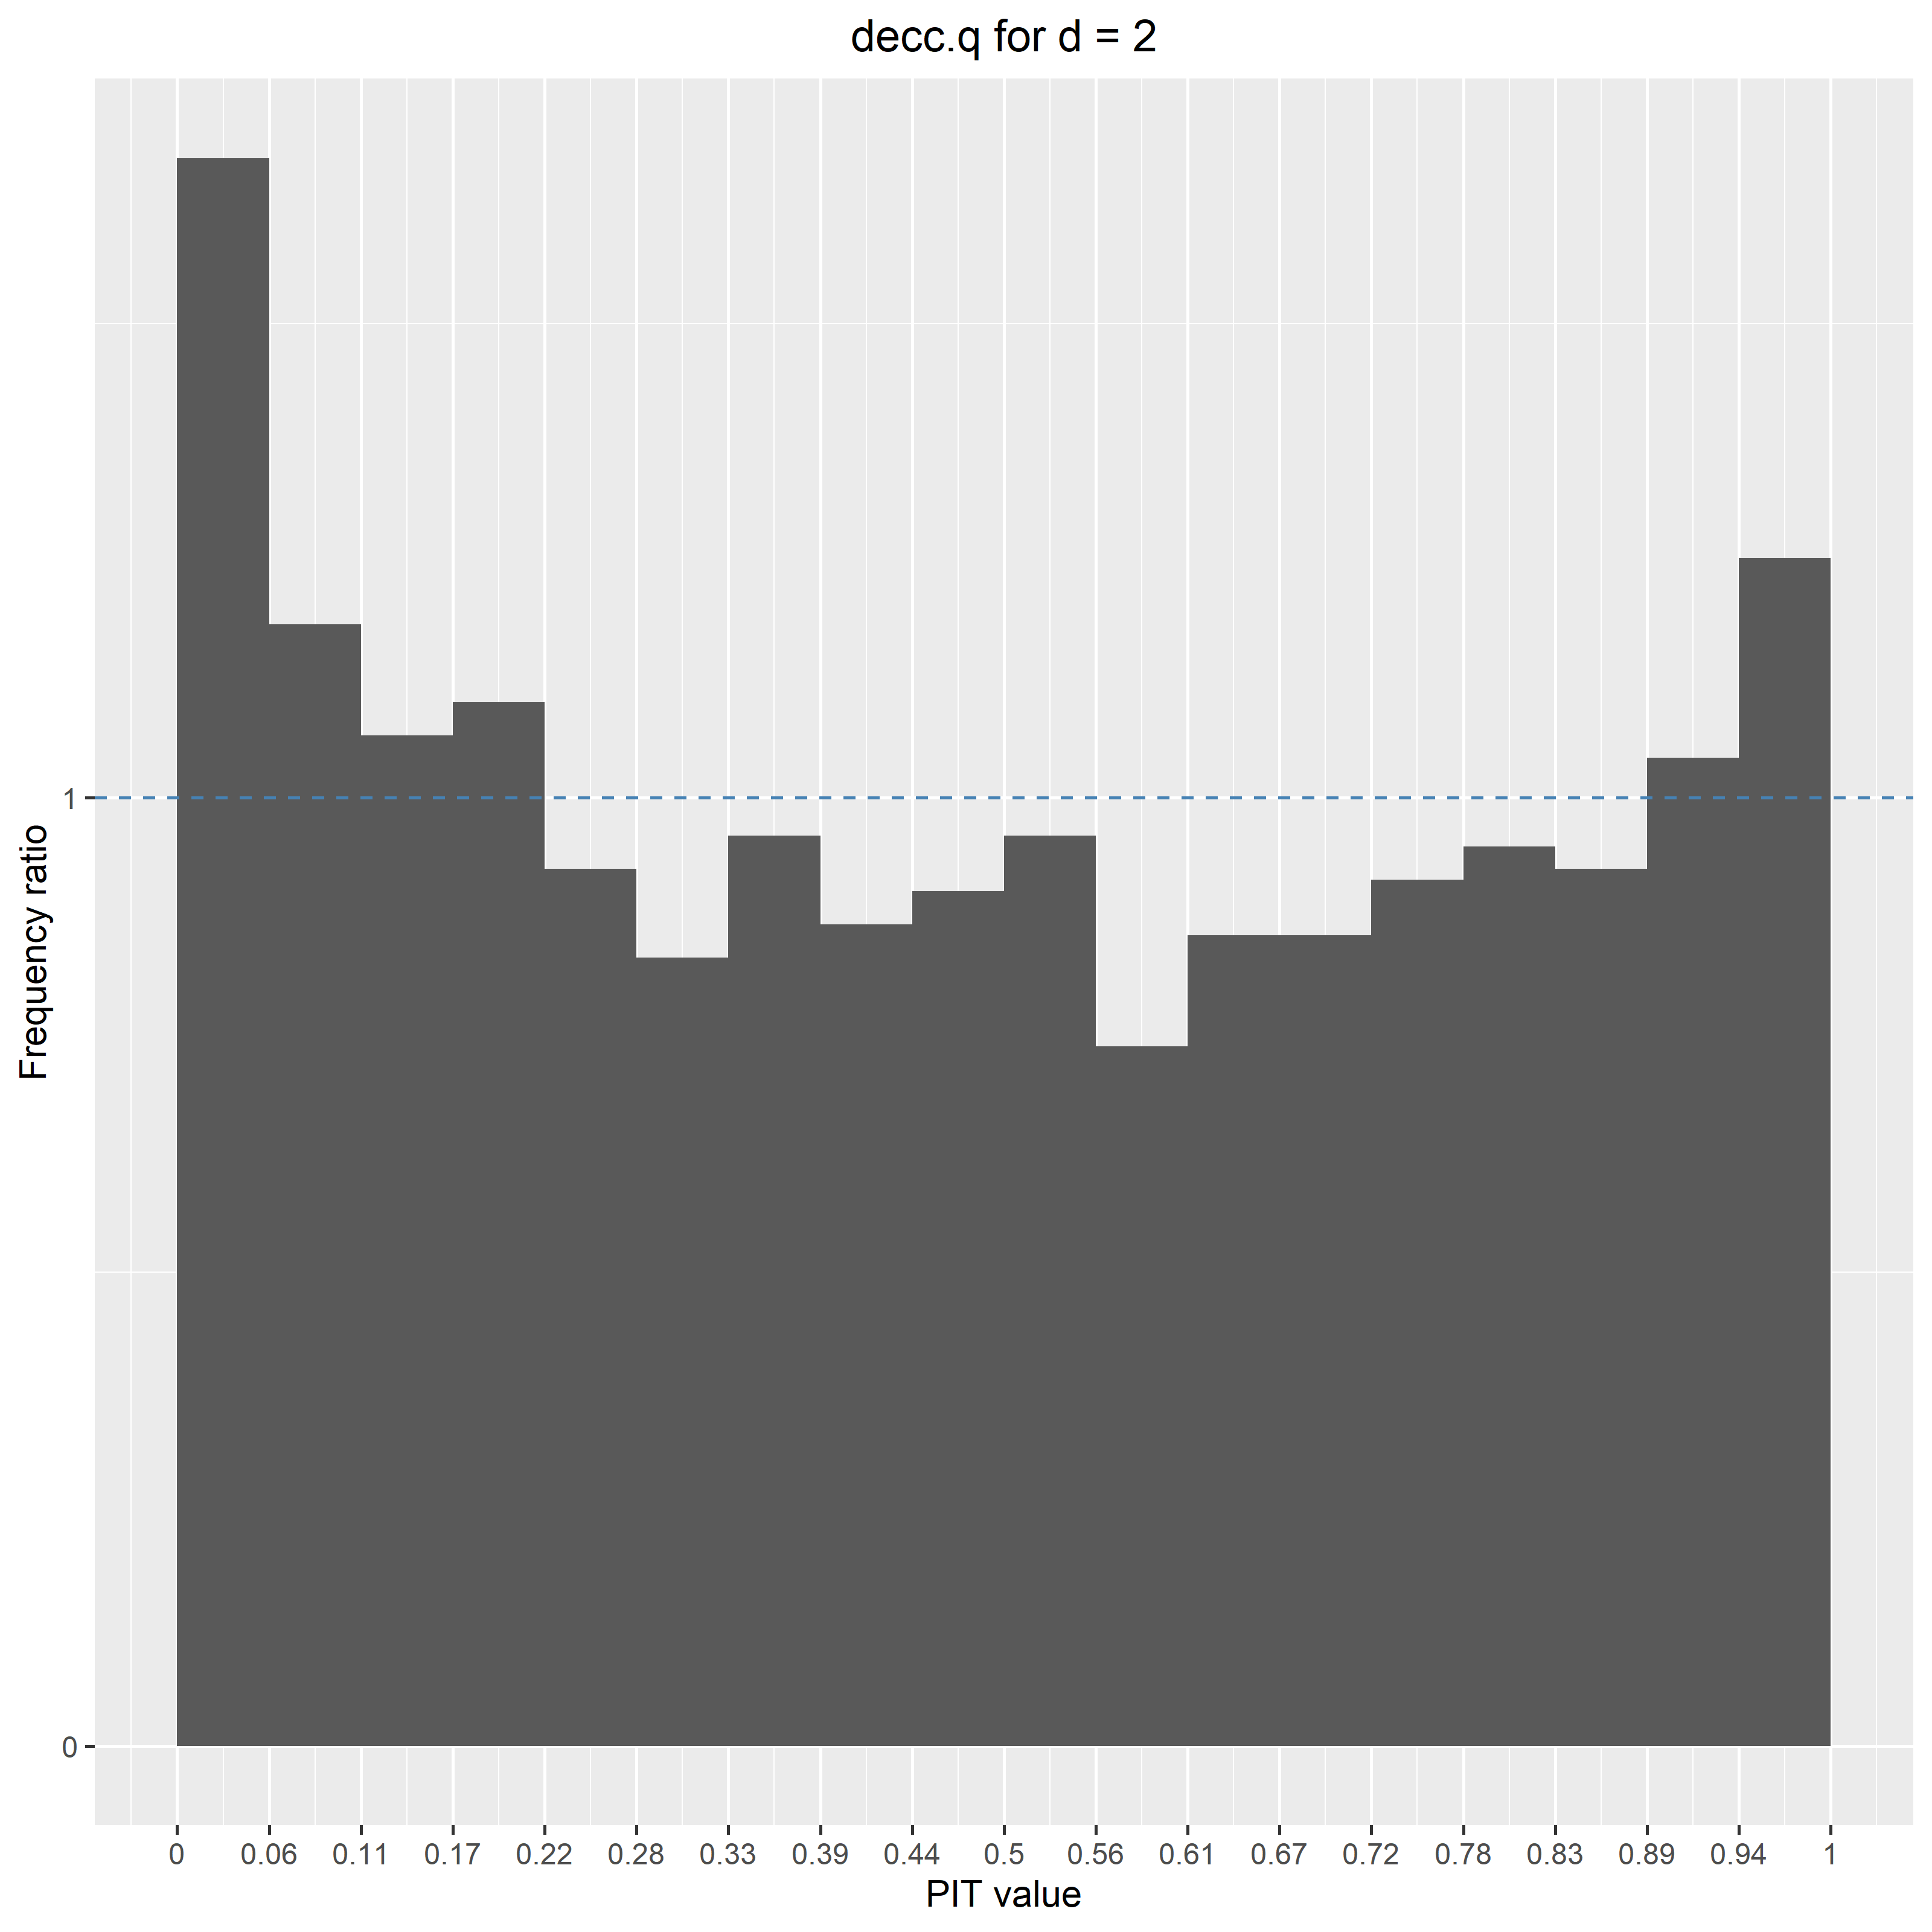 decc.q for d = 2
Frequency ratio
1
0
0 0.06 0.11 0.17 0.22 0.28 0.33 0.39 0.44 0.5 0.56 0.61 0.67 0.72 0.78 0.83 0.89 0.94 1
PIT value